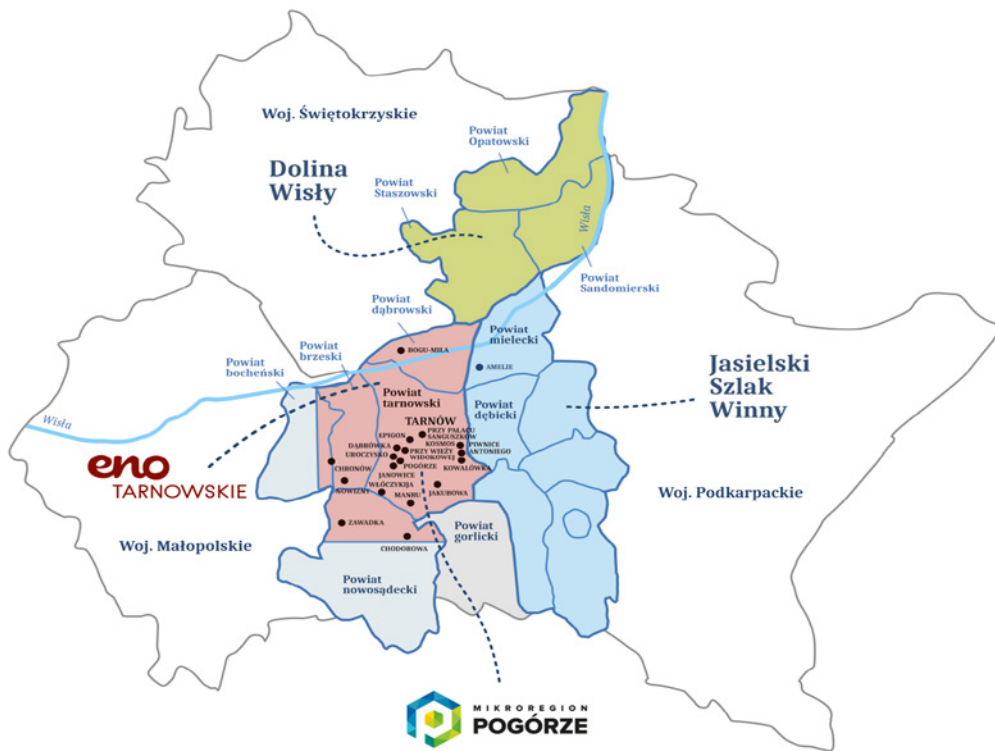 Woj. Świętokrzyskie
Powiat
Opatowski
Dolina
Wisły
Powiat
Staszowski
Wisła
Powiat
Sandomierski
Powiat
dąbrowski
Powiat
mielecki
Powiat
brzeski
BOGU-MIŁA
Powiat
bocheński
AMELIE
Jasielski
Szlak
Winny
Powiat
tarnowski
Powiat
dębicki
Wisła
TARNÓW
PRZY PAŁACU
SANGUSZKÓW
EPIGON
KOSMOS
PIWNICE
ANTONIEGO
DĄBRÓWKA
PRZY WIEŻY
WIDOKOWEJ
UROCZYSKO
POGÓRZE
KOWALÓWKA
CHRONÓW
JANOWICE
eno
TARNOWSKIE
NOWIZNY
WŁÓCZYKIJA
JAKUBOWA
MANRU
Woj. Podkarpackie
ZAWADKA
Powiat
gorlicki
Woj. Małopolskie
CHODOROWA
Powiat
nowosądecki
MIKROREGION
POGÓRZE